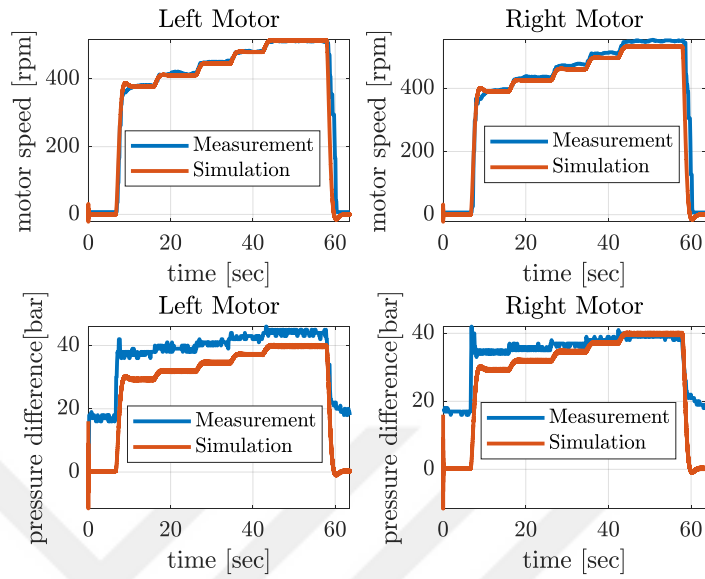 Left Motor
motor speed [rpm]
400
200
0
Measurement
Simulation
0
20
40
60
time [sec]
Right Motor
motor speed [rpm]
400
200
0
Measurement
Simulation
0
20
40
60
time [sec]
Left Motor
pressure difference[bar]
40
20
0
Measurement
Simulation
0
20
40
60
time [sec]
Right Motor
pressure difference[bar]
40
20
0
Measurement
Simulation
0
20
40
60
time [sec]